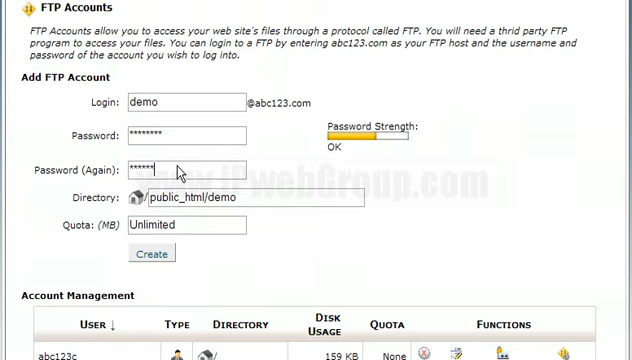 FTP Accounts
FTP Accounts allow you to access your web site's files through a protocol called FTP. You will need a thrid party FTP
program to access your files. You can login to a FTP by entering abc123.com as your FTP host and the username and
password of the account you wish to log into.
Add FTP Account
Login: demo @abc123.com
Password: ******** Password Strength:
OK
Password (Again): ******
www.iPwebGroup.com
Directory: / public_html/demo
Quota: (MB) Unlimited
Create
Account Management
USER ↓ TYPE DIRECTORY DISK USAGE QUOTA FUNCTIONS
abc123c / 159 KB None